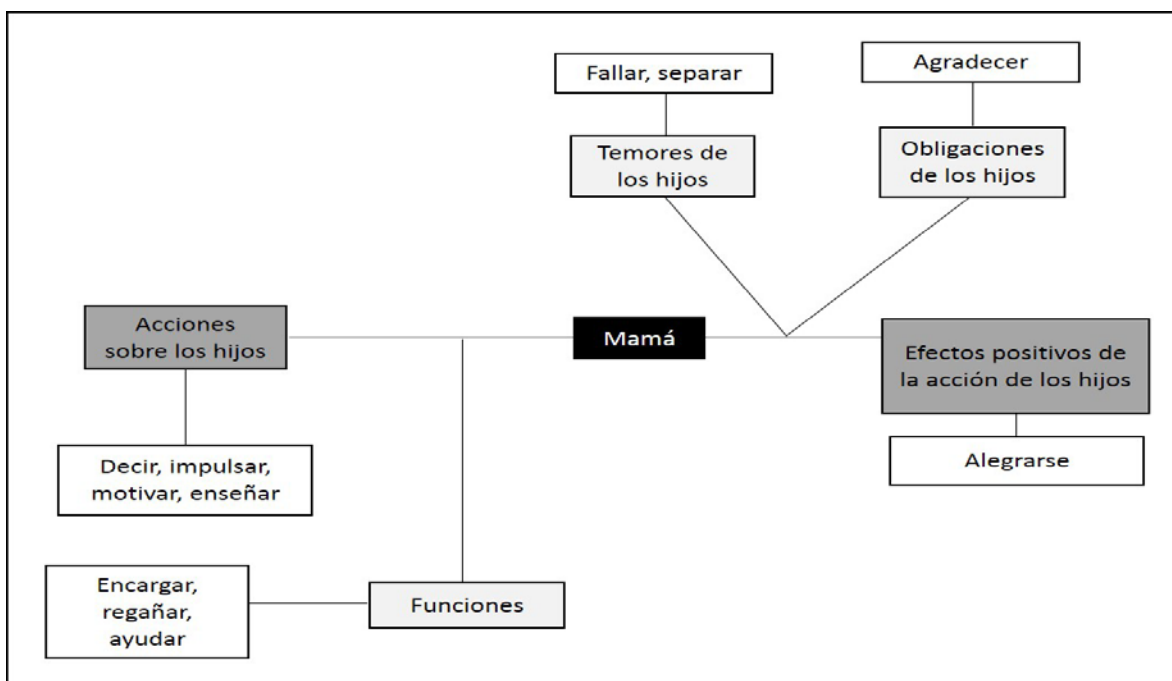 Fallar, separar
Agradecer
Temores de
los hijos
Obligaciones
de los hijos
Acciones
sobre los hijos
Mamá
Efectos positivos de
la acción de los hijos
Decir, impulsar,
motivar, enseñar
Alegrarse
Encargar,
regañar,
ayudar
Funciones